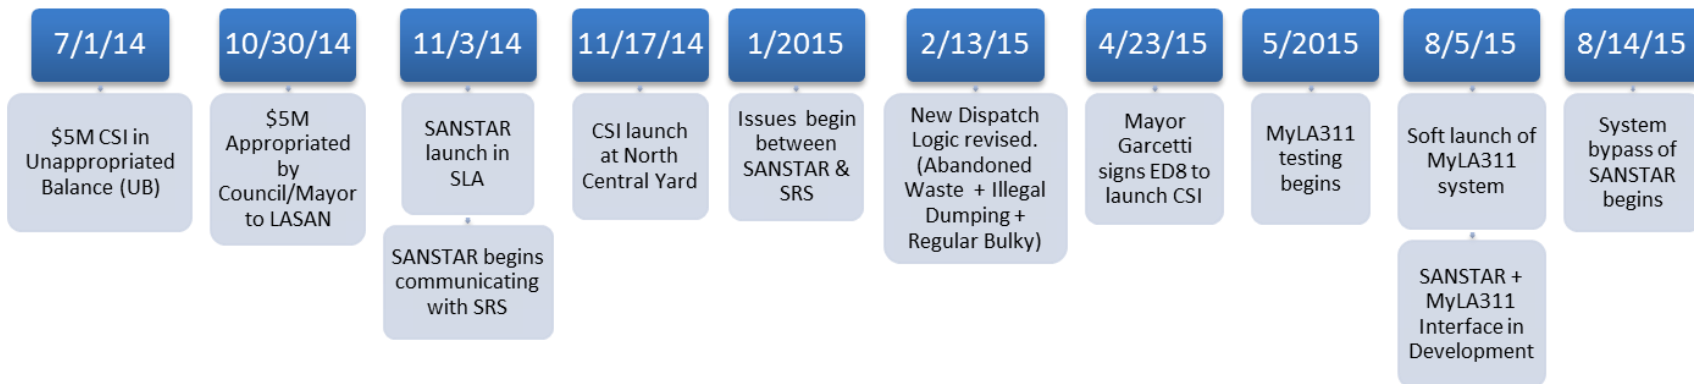 7/1/14
$5M CSI in
Unappropriated
Balance (UB)
10/30/14
$5M
Appropriated
by
Council/Mayor
to LASAN
11/3/14
SANSTAR
launch in
SLA
SANSTAR begins
communicating
with SRS
11/17/14
CSI launch
at North
Central Yard
1/2015
Issues begin
between
SANSTAR &
SRS
2/13/15
New Dispatch
Logic revised.
(Abandoned
Waste + Illegal
Dumping +
Regular Bulky)
4/23/15
Mayor
Garcetti
signs ED8 to
launch CSI
5/2015
MyLA311
testing
begins
8/5/15
Soft launch of
MyLA311
system
SANSTAR +
MyLA311
Interface in
Development
8/14/15
System
bypass of
SANSTAR
begins